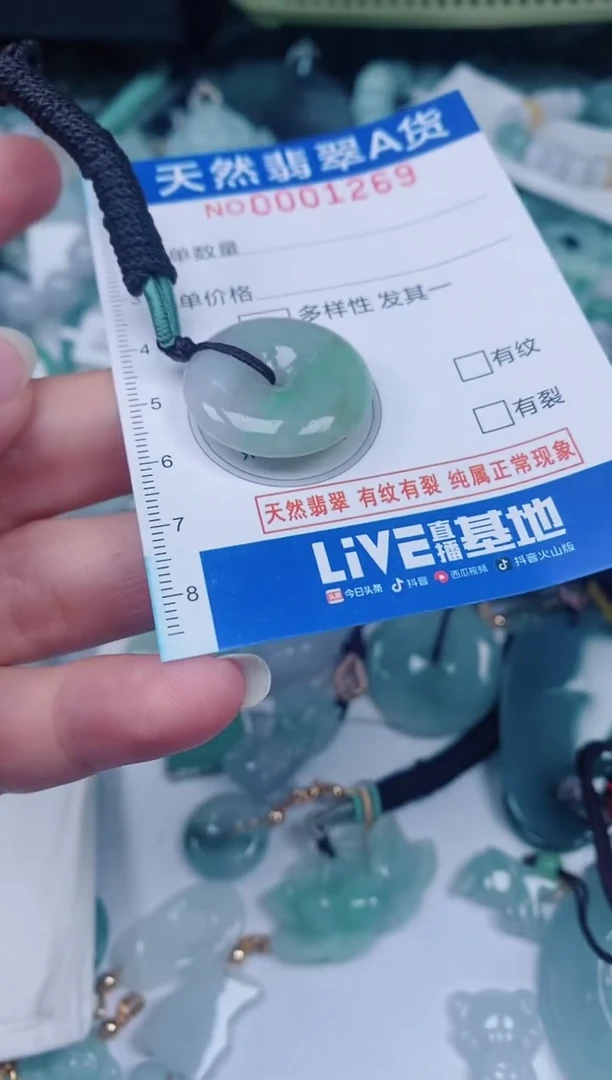 天然翡翠A货
NO0001269
单数量
单价格
多样性 发其一
有纹
4
5
有裂
6
天然翡翠 有纹有裂 纯属正常现象
7
LiVE直播基地
8
头条 今日头条 抖音 西瓜视频 抖音火山版